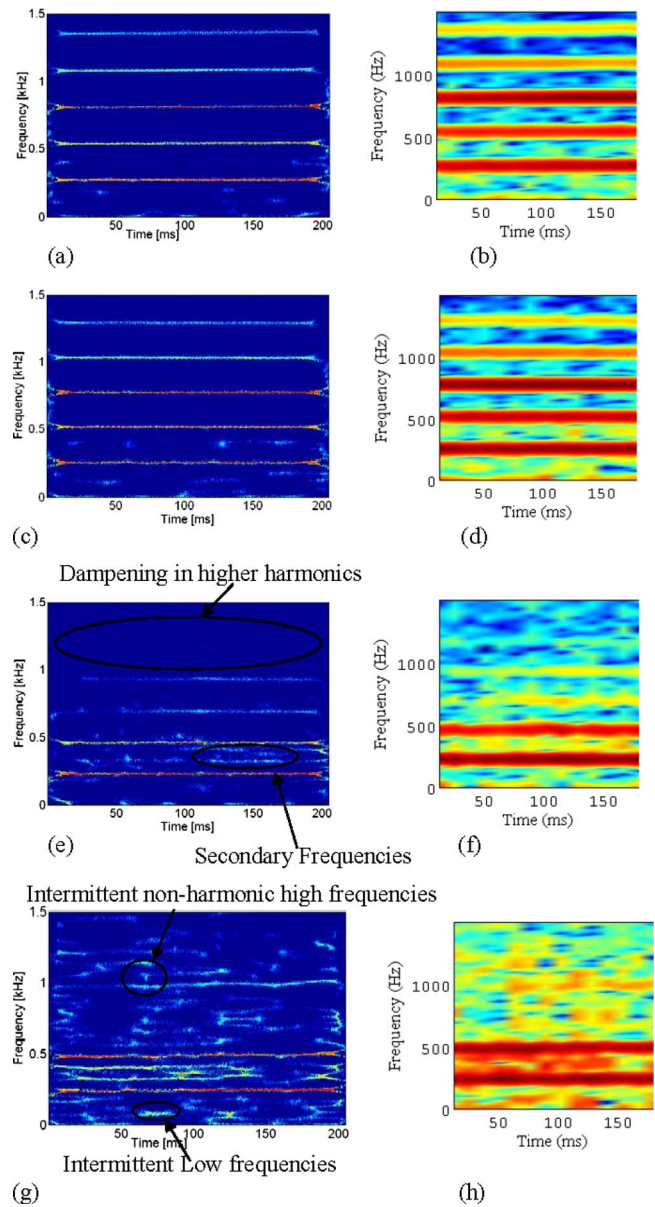 1.5
1
0.5
0
Frequency [kHz]
50 100 150 200
Time [ms]
(a)
1000
500
0
Frequency (Hz)
50 100 150
Time (ms)
(b)
1.5
1
0.5
0
Frequency [kHz]
50 100 150 200
Time [ms]
(c)
1000
500
0
Frequency (Hz)
50 100 150
Time (ms)
(d)
Dampening in higher harmonics
1.5
1
0.5
0
Frequency [kHz]
50 100 150 200
Time [ms]
(e)
Secondary Frequencies
1000
500
0
Frequency (Hz)
50 100 150
Time (ms)
(f)
Intermittent non-harmonic high frequencies
1.5
1
0.5
0
Frequency [kHz]
50 100 150 200
Time [ms]
Intermittent Low frequencies
(g)
1000
500
0
Frequency (Hz)
50 100 150
Time (ms)
(h)